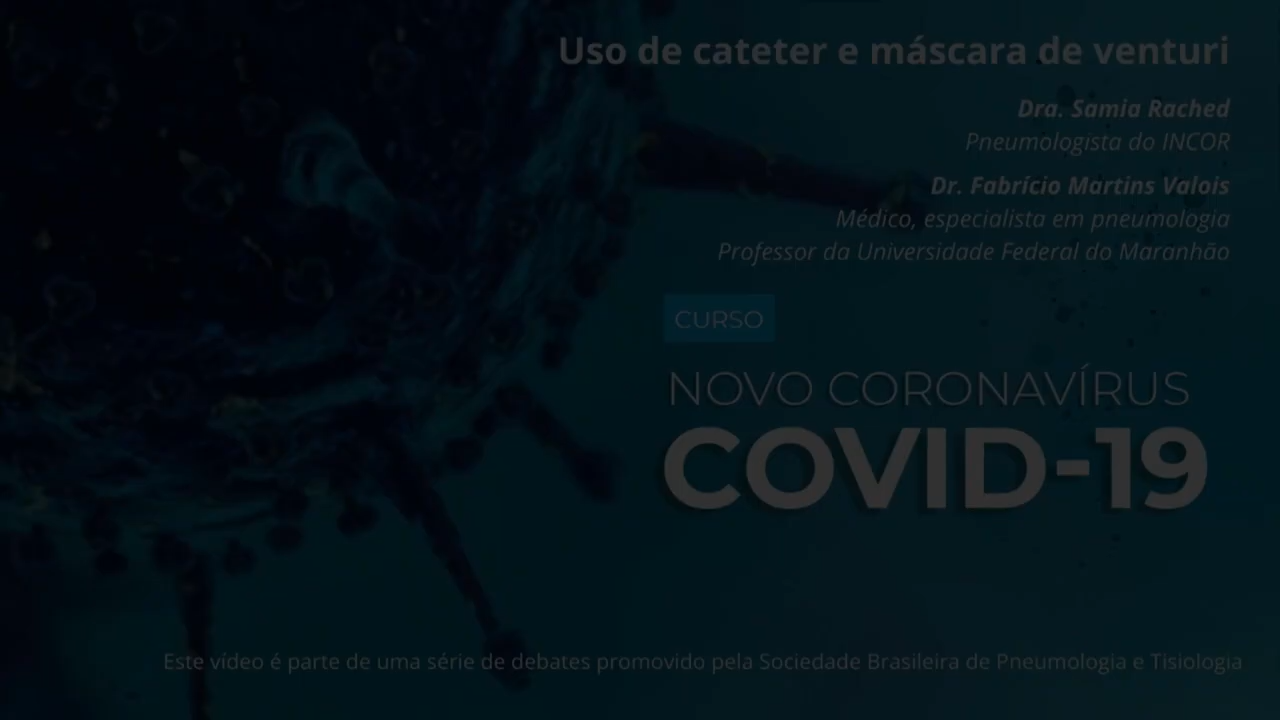 Uso de cateter e máscara de venturi
Dra. Samia Rached
Pneumologista do INCOR
Dr. Fabrício Martins Valois
Médico, especialista em pneumologia
Professor da Universidade Federal do Maranhão
CURSO
NOVO CORONAVÍRUS
COVID-19
Este vídeo é parte de uma série de debates promovido pela Sociedade Brasileira de Pneumologia e Tisiologia